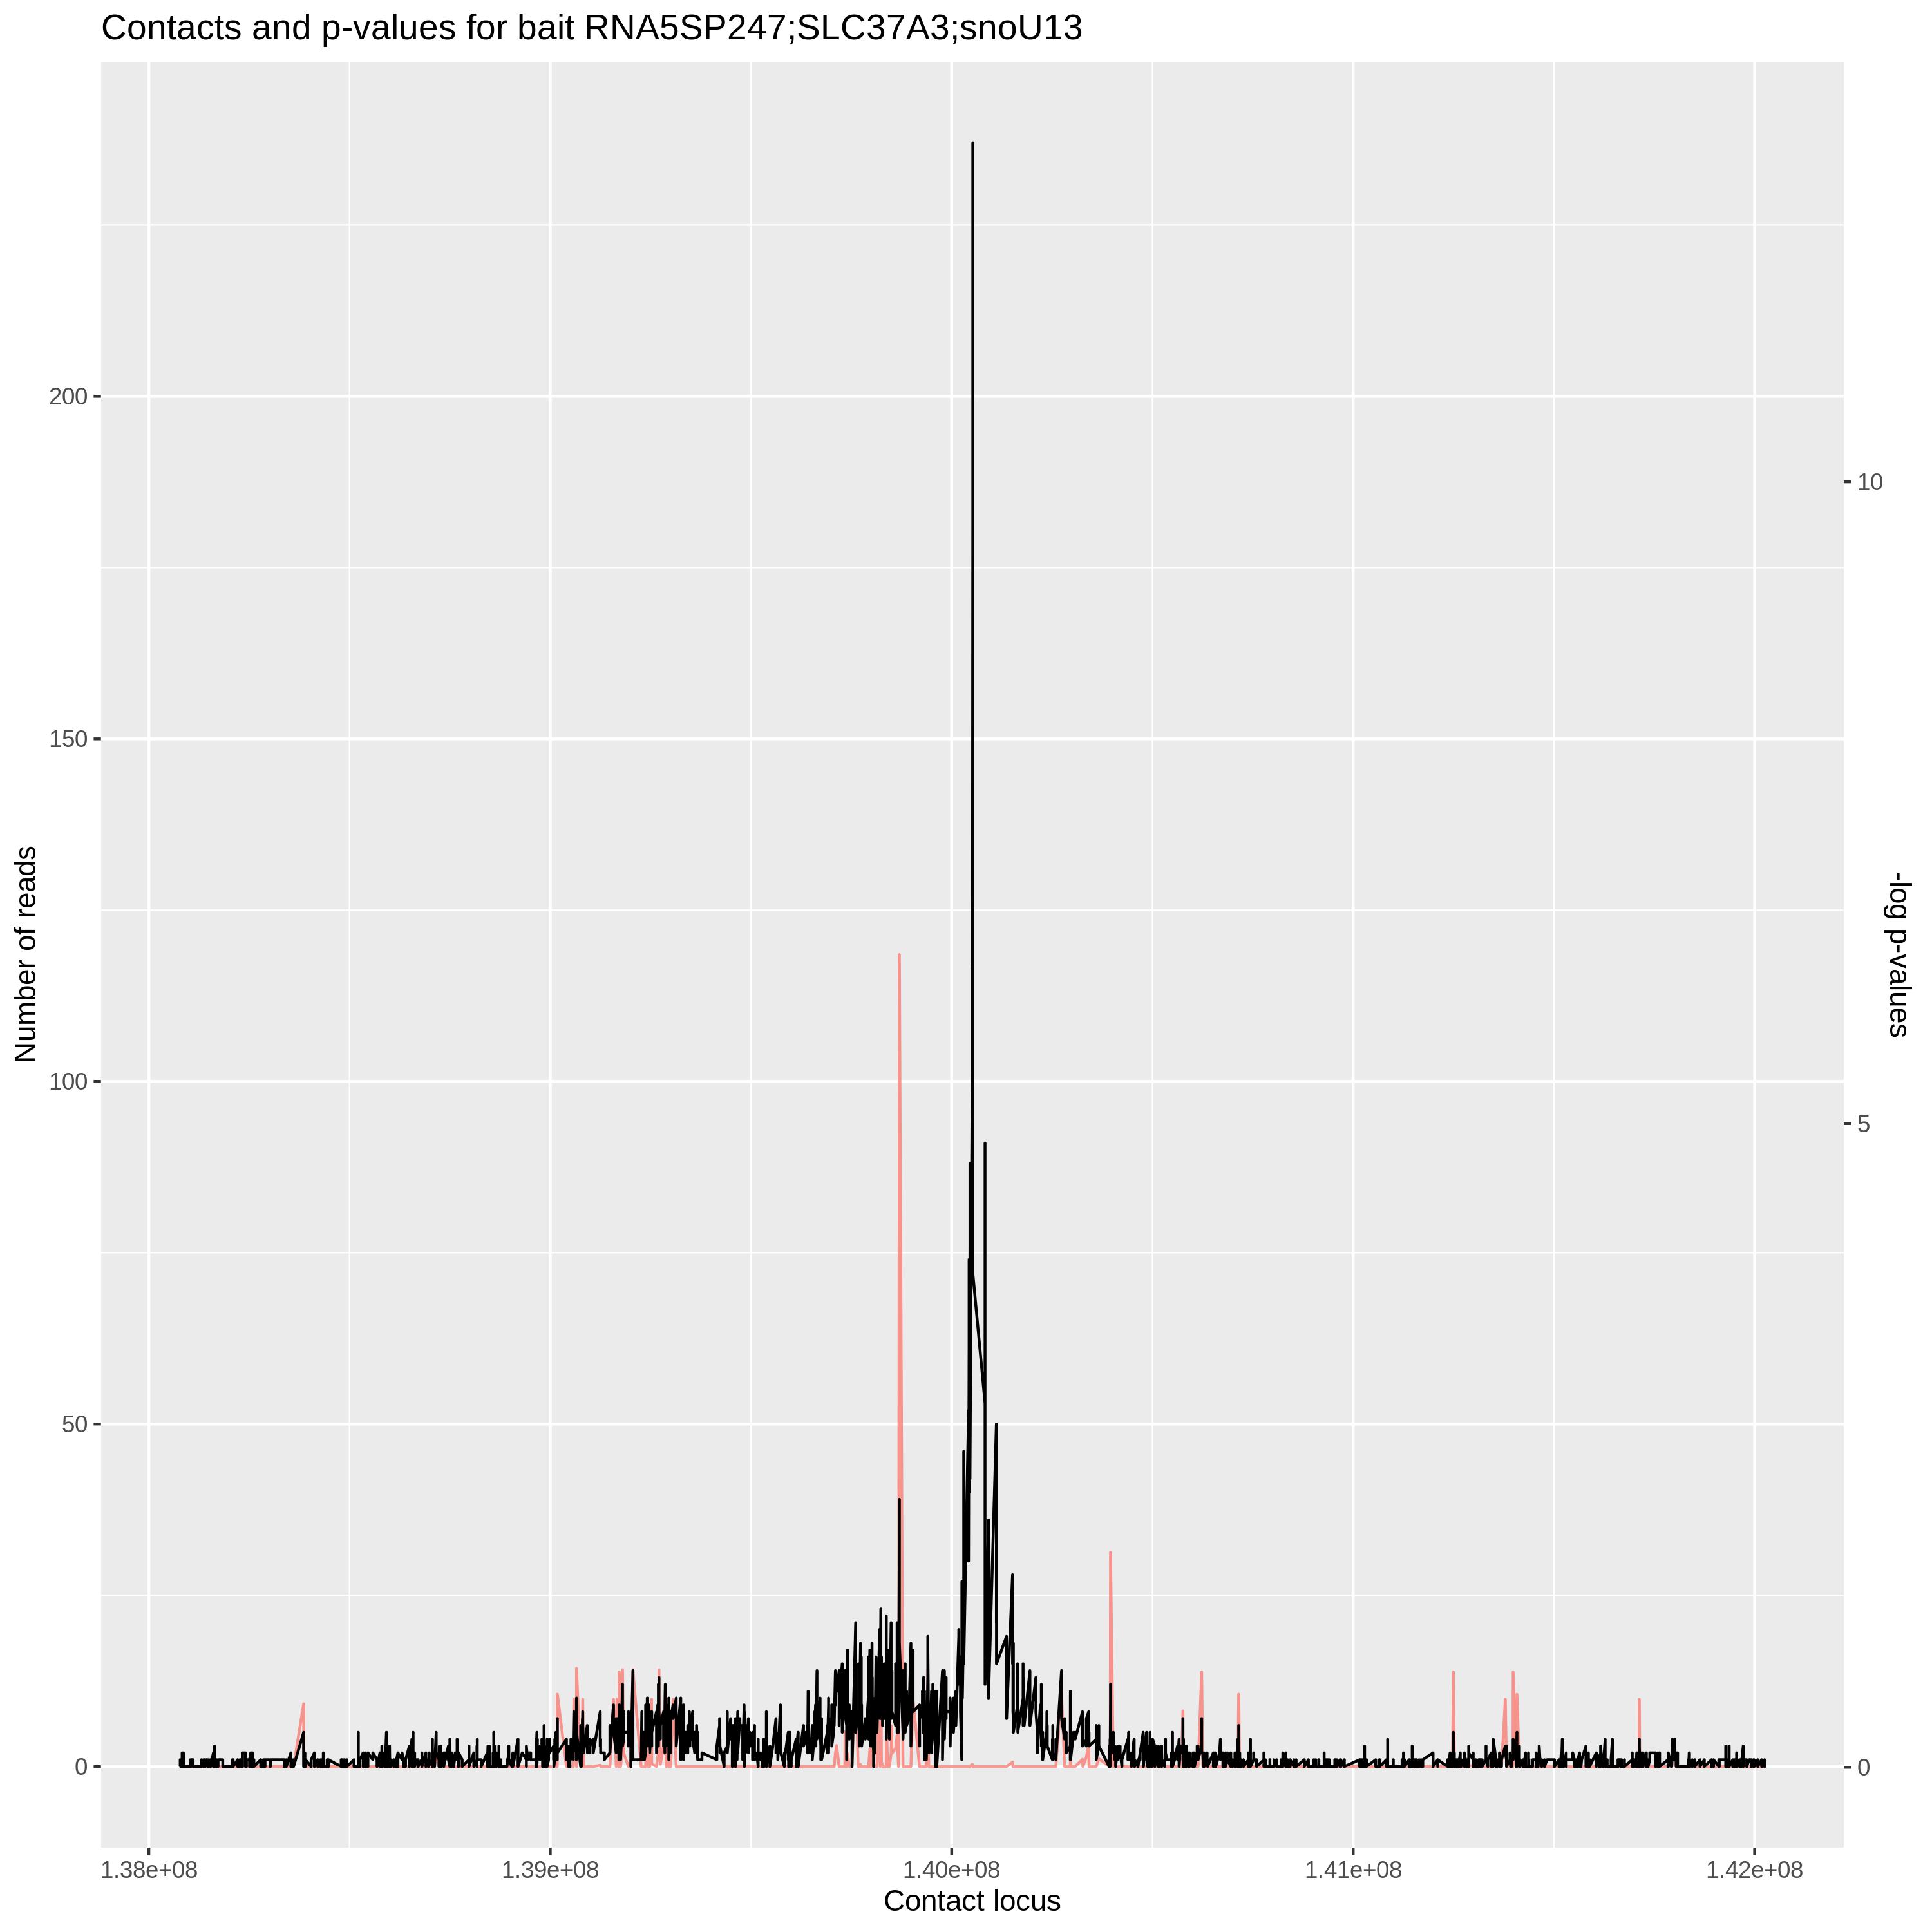 Contacts and p-values for bait RNA5SP247;SLC37A3;snoU13
200
150
100
50
0
Number of reads
10
5
0
-log p-values
1.38e+08
1.39e+08
1.40e+08
1.41e+08
1.42e+08
Contact locus